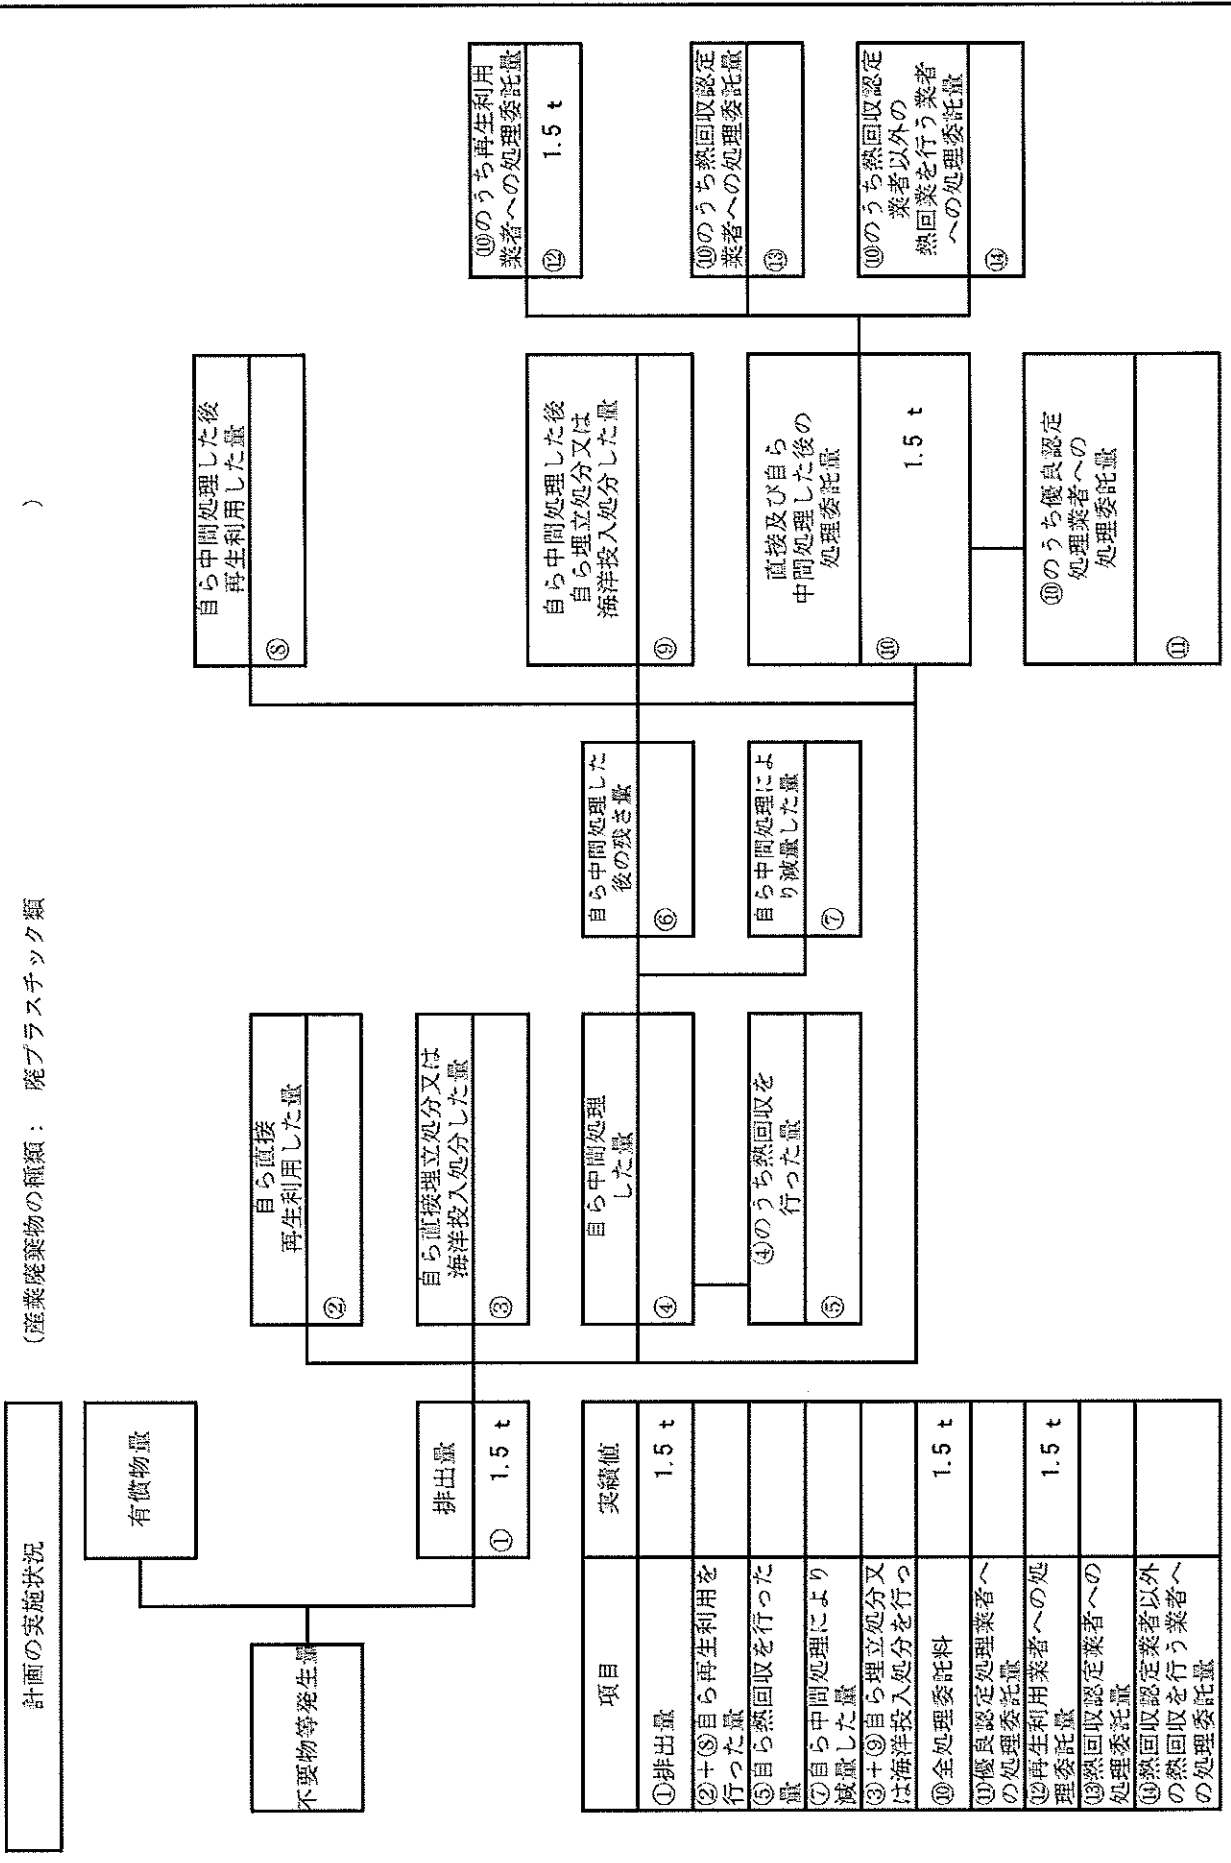 計画の実施状況
(産業廃棄物の種類: 廃プラスチック類 )
不要物等発生量
有償物量
排出量
① 1.5 t
自ら直接
再生利用した量
②
自ら直接埋立処分又は
海洋投入処分した量
③
自ら中間処理
した量
④
④のうち熱回収を
行った量
⑤
自ら中間処理した
後の残さ量
⑥
自ら中間処理によ
り減量した量
⑦
自ら中間処理した後
再生利用した量
⑧
自ら中間処理した後
自ら埋立処分又は
海洋投入処分した量
⑨
直接及び自ら
中間処理した後の
処理委託量
⑩ 1.5 t
⑩のうち優良認定
処理業者への
処理委託量
⑪
⑩のうち再生利用
業者への処理委託量
⑫ 1.5 t
⑩のうち熱回収認定
業者への処理委託量
⑬
⑩のうち熱回収認定
業者以外の
熱回業を行う業者
への処理委託量
⑭
項目 実績値
①排出量 1.5 t
②+⑧自ら再生利用を
行った量
⑤自ら熱回収を行った
量
⑦自ら中間処理により
減量した量
③+⑨自ら埋立処分又
は海洋投入処分を行っ
⑩全処理委託料 1.5 t
⑪優良認定処理業者へ
の処理委託量
⑫再生利用業者への処
理委託量 1.5 t
⑬熱回収認定業者への
処理委託量
⑭熱回収認定業者以外
の熱回収を行う業者へ
の処理委託量